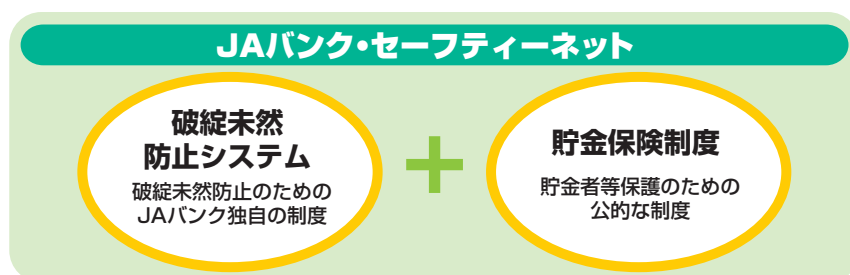 JAバンク・セーフティーネット
破綻未然
防止システム
破綻未然防止のための
JAバンク独自の制度
+
貯金保険制度
貯金者等保護のための
公的な制度